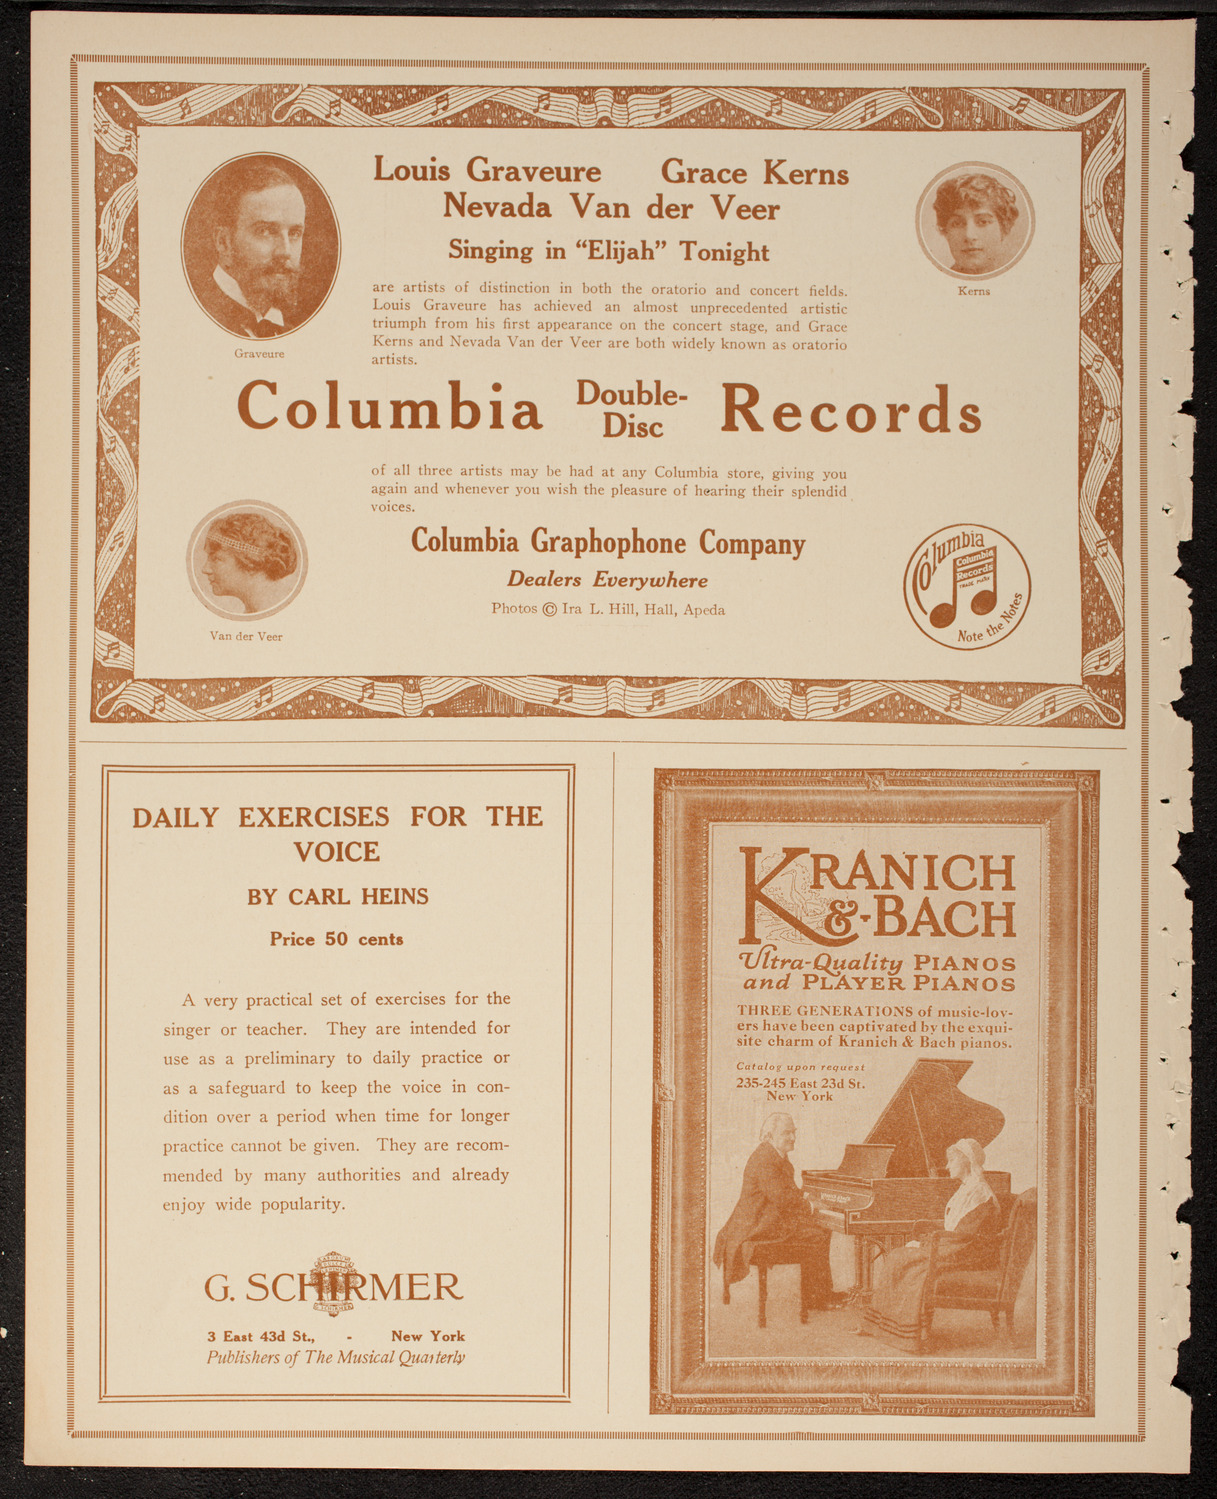 Louis Graveure Grace Kerns
Nevada Van der Veer
Singing in "Elijah" Tonight
are artists of distinction in both the oratorio and concert fields.
Louis Graveure has achieved an almost unprecedented artistic
triumph from his first appearance on the concert stage, and Grace
Kerns and Nevada Van der Veer are both widely known as oratorio
artists.
Graveure
Kerns
Columbia Double-Disc Records
of all three artists may be had at any Columbia store, giving you
again and whenever you wish the pleasure of hearing their splendid
voices.
Columbia Graphophone Company
Dealers Everywhere
Photos © Ira L. Hill, Hall, Apeda
Van der Veer
Columbia
Columbia
Records
TRADE MARK
Note the Notes
DAILY EXERCISES FOR THE
VOICE
BY CARL HEINS
Price 50 cents
A very practical set of exercises for the
singer or teacher. They are intended for
use as a preliminary to daily practice or
as a safeguard to keep the voice in con-
dition over a period when time for longer
practice cannot be given. They are recom-
mended by many authorities and already
enjoy wide popularity.
G. SCHIRMER
3 East 43d St., - New York
Publishers of The Musical Quarterly
KRANICH
&-BACH
Ultra-Quality PIANOS
and PLAYER PIANOS
THREE GENERATIONS of music-lov-
ers have been captivated by the exqui-
site charm of Kranich & Bach pianos.
Catalog upon request
235-245 East 23d St.
New York